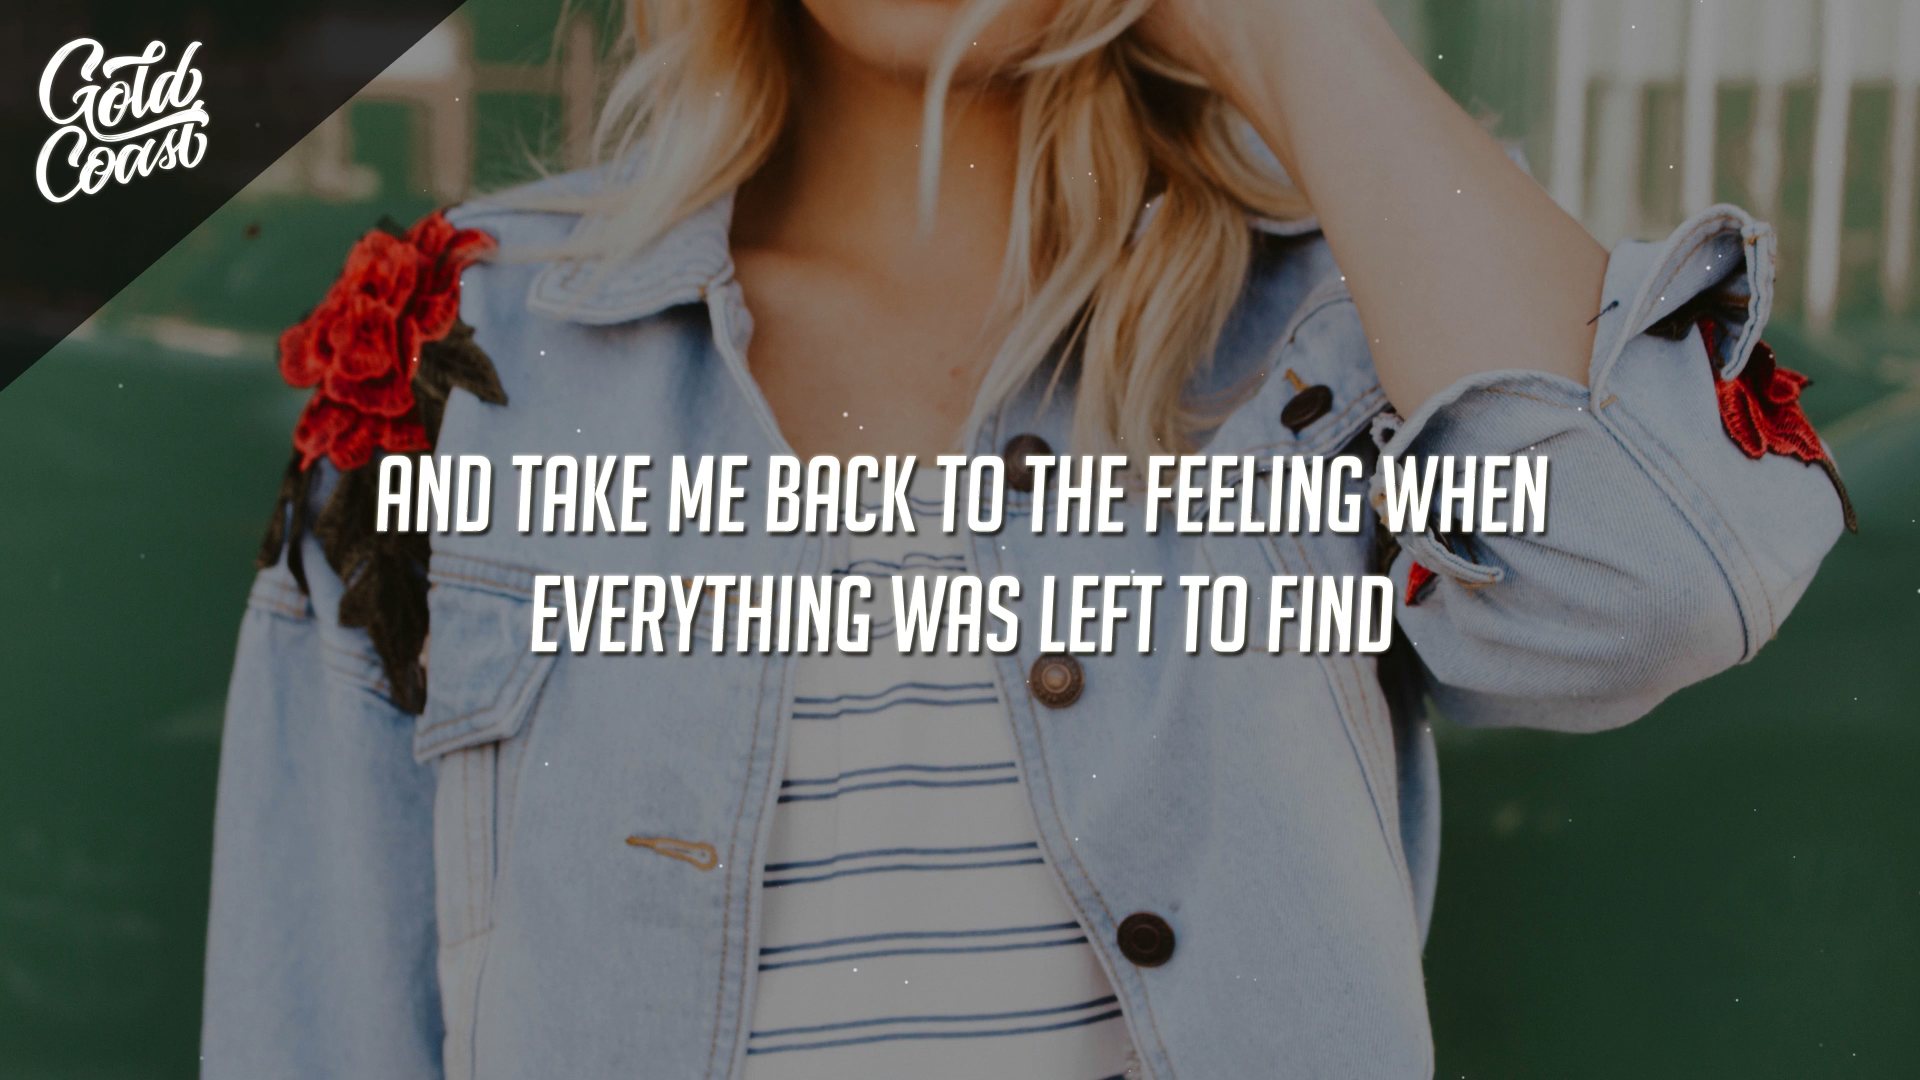 Gold
Coast
AND TAKE ME BACK TO THE FEELING WHEN
EVERYTHING WAS LEFT TO FIND